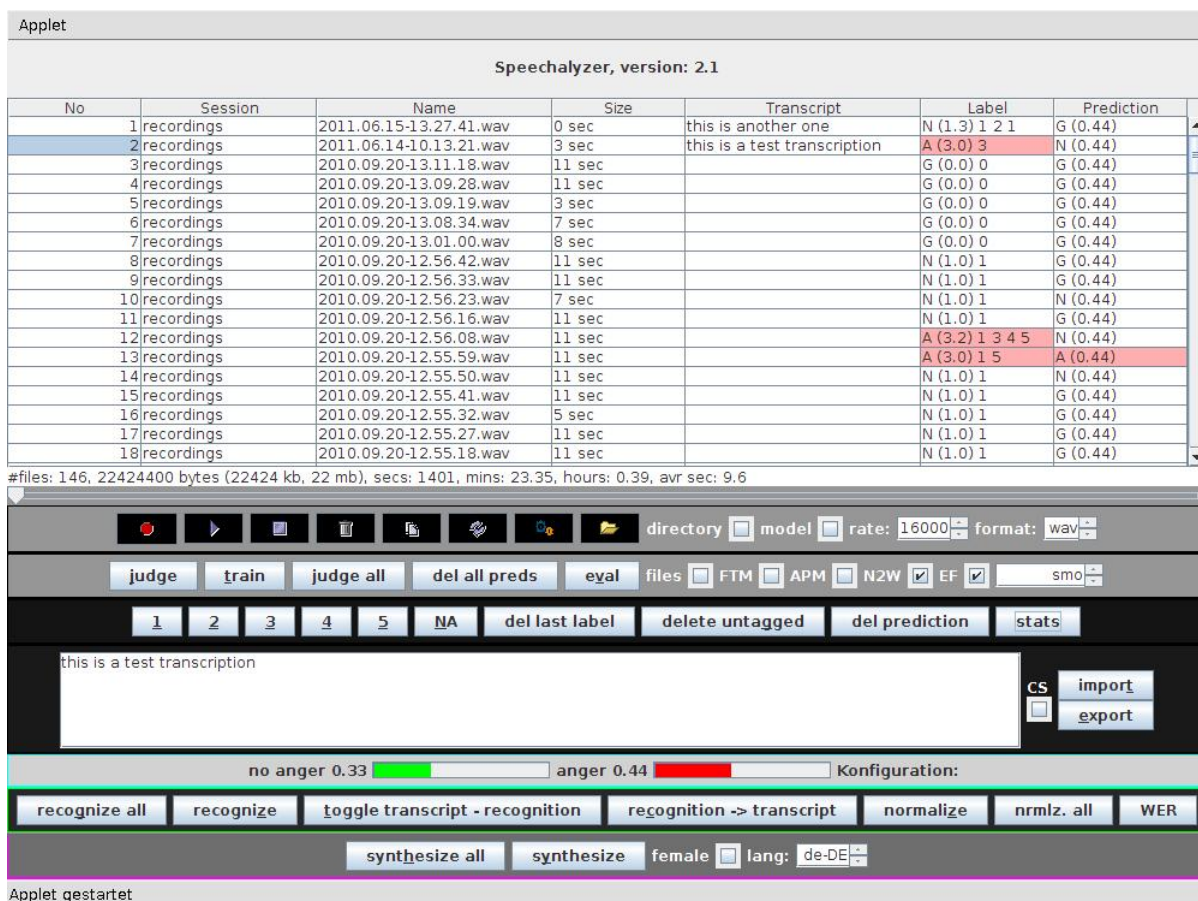 Applet
Speechalyzer, version: 2.1
No Session Name Size Transcript Label Prediction
1 recordings 2011.06.15-13.27.41.wav 0 sec this is another one N (1.3) 1 2 1 G (0.44)
2 recordings 2011.06.14-10.13.21.wav 3 sec this is a test transcription A (3.0) 3 N (0.44)
3 recordings 2010.09.20-13.11.18.wav 11 sec G (0.0) 0 G (0.44)
4 recordings 2010.09.20-13.09.28.wav 11 sec G (0.0) 0 G (0.44)
5 recordings 2010.09.20-13.09.19.wav 3 sec G (0.0) 0 G (0.44)
6 recordings 2010.09.20-13.08.34.wav 7 sec G (0.0) 0 G (0.44)
7 recordings 2010.09.20-13.01.00.wav 8 sec G (0.0) 0 G (0.44)
8 recordings 2010.09.20-12.56.42.wav 11 sec N (1.0) 1 G (0.44)
9 recordings 2010.09.20-12.56.33.wav 11 sec N (1.0) 1 G (0.44)
10 recordings 2010.09.20-12.56.23.wav 7 sec N (1.0) 1 N (0.44)
11 recordings 2010.09.20-12.56.16.wav 11 sec N (1.0) 1 G (0.44)
12 recordings 2010.09.20-12.56.08.wav 11 sec A (3.2) 1 3 4 5 N (0.44)
13 recordings 2010.09.20-12.55.59.wav 11 sec A (3.0) 1 5 A (0.44)
14 recordings 2010.09.20-12.55.50.wav 11 sec N (1.0) 1 N (0.44)
15 recordings 2010.09.20-12.55.41.wav 11 sec N (1.0) 1 G (0.44)
16 recordings 2010.09.20-12.55.32.wav 5 sec N (1.0) 1 G (0.44)
17 recordings 2010.09.20-12.55.27.wav 11 sec N (1.0) 1 G (0.44)
18 recordings 2010.09.20-12.55.18.wav 11 sec N (1.0) 1 G (0.44)
#files: 146, 22424400 bytes (22424 kb, 22 mb), secs: 1401, mins: 23.35, hours: 0.39, avr sec: 9.6
directory model rate: 16000 format: wav
judge train judge all del all preds eval files FTM APM N2W EF smo
1 2 3 4 5 NA del last label delete untagged del prediction stats
this is a test transcription
CS import
export
no anger 0.33 anger 0.44 Konfiguration:
recognize all recognize toggle transcript - recognition recognition -> transcript normalize nrmlz. all WER
synthesize all synthesize female lang: de-DE
Applet gestartet